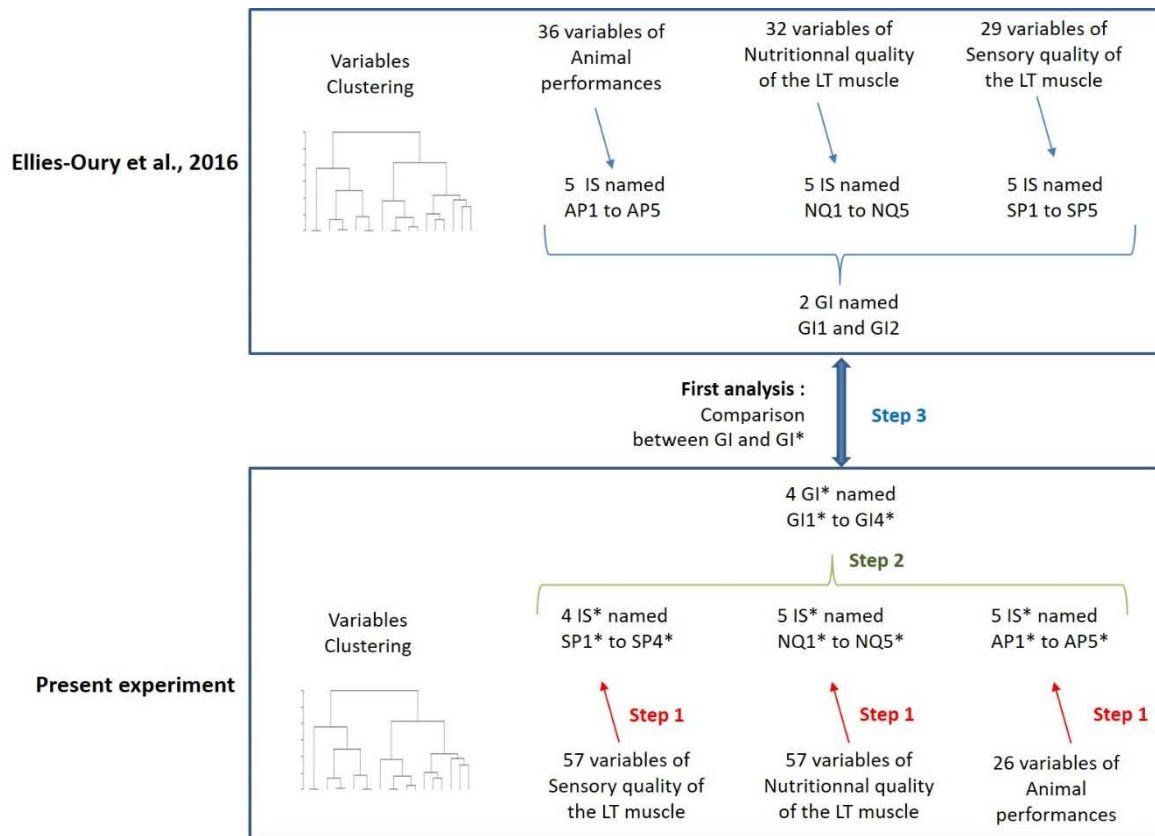 36 variables of
Animal
performances
32 variables of
Nutritionnal quality
of the LT muscle
29 variables of
Sensory quality of
the LT muscle
Variables
Clustering
Ellies-Oury et al., 2016
5 IS named
AP1 to AP5
5 IS named
NQ1 to NQ5
5 IS named
SP1 to SP5
2 GI named
GI1 and GI2
First analysis :
Comparison
between GI and GI*
Step 3
4 GI* named
GI1* to GI4*
Step 2
Variables
Clustering
4 IS* named
SP1* to SP4*
5 IS* named
NQ1* to NQ5*
5 IS* named
AP1* to AP5*
Present experiment
Step 1
Step 1
Step 1
57 variables of
Sensory quality of
the LT muscle
57 variables of
Nutritionnal quality
of the LT muscle
26 variables of
Animal
performances